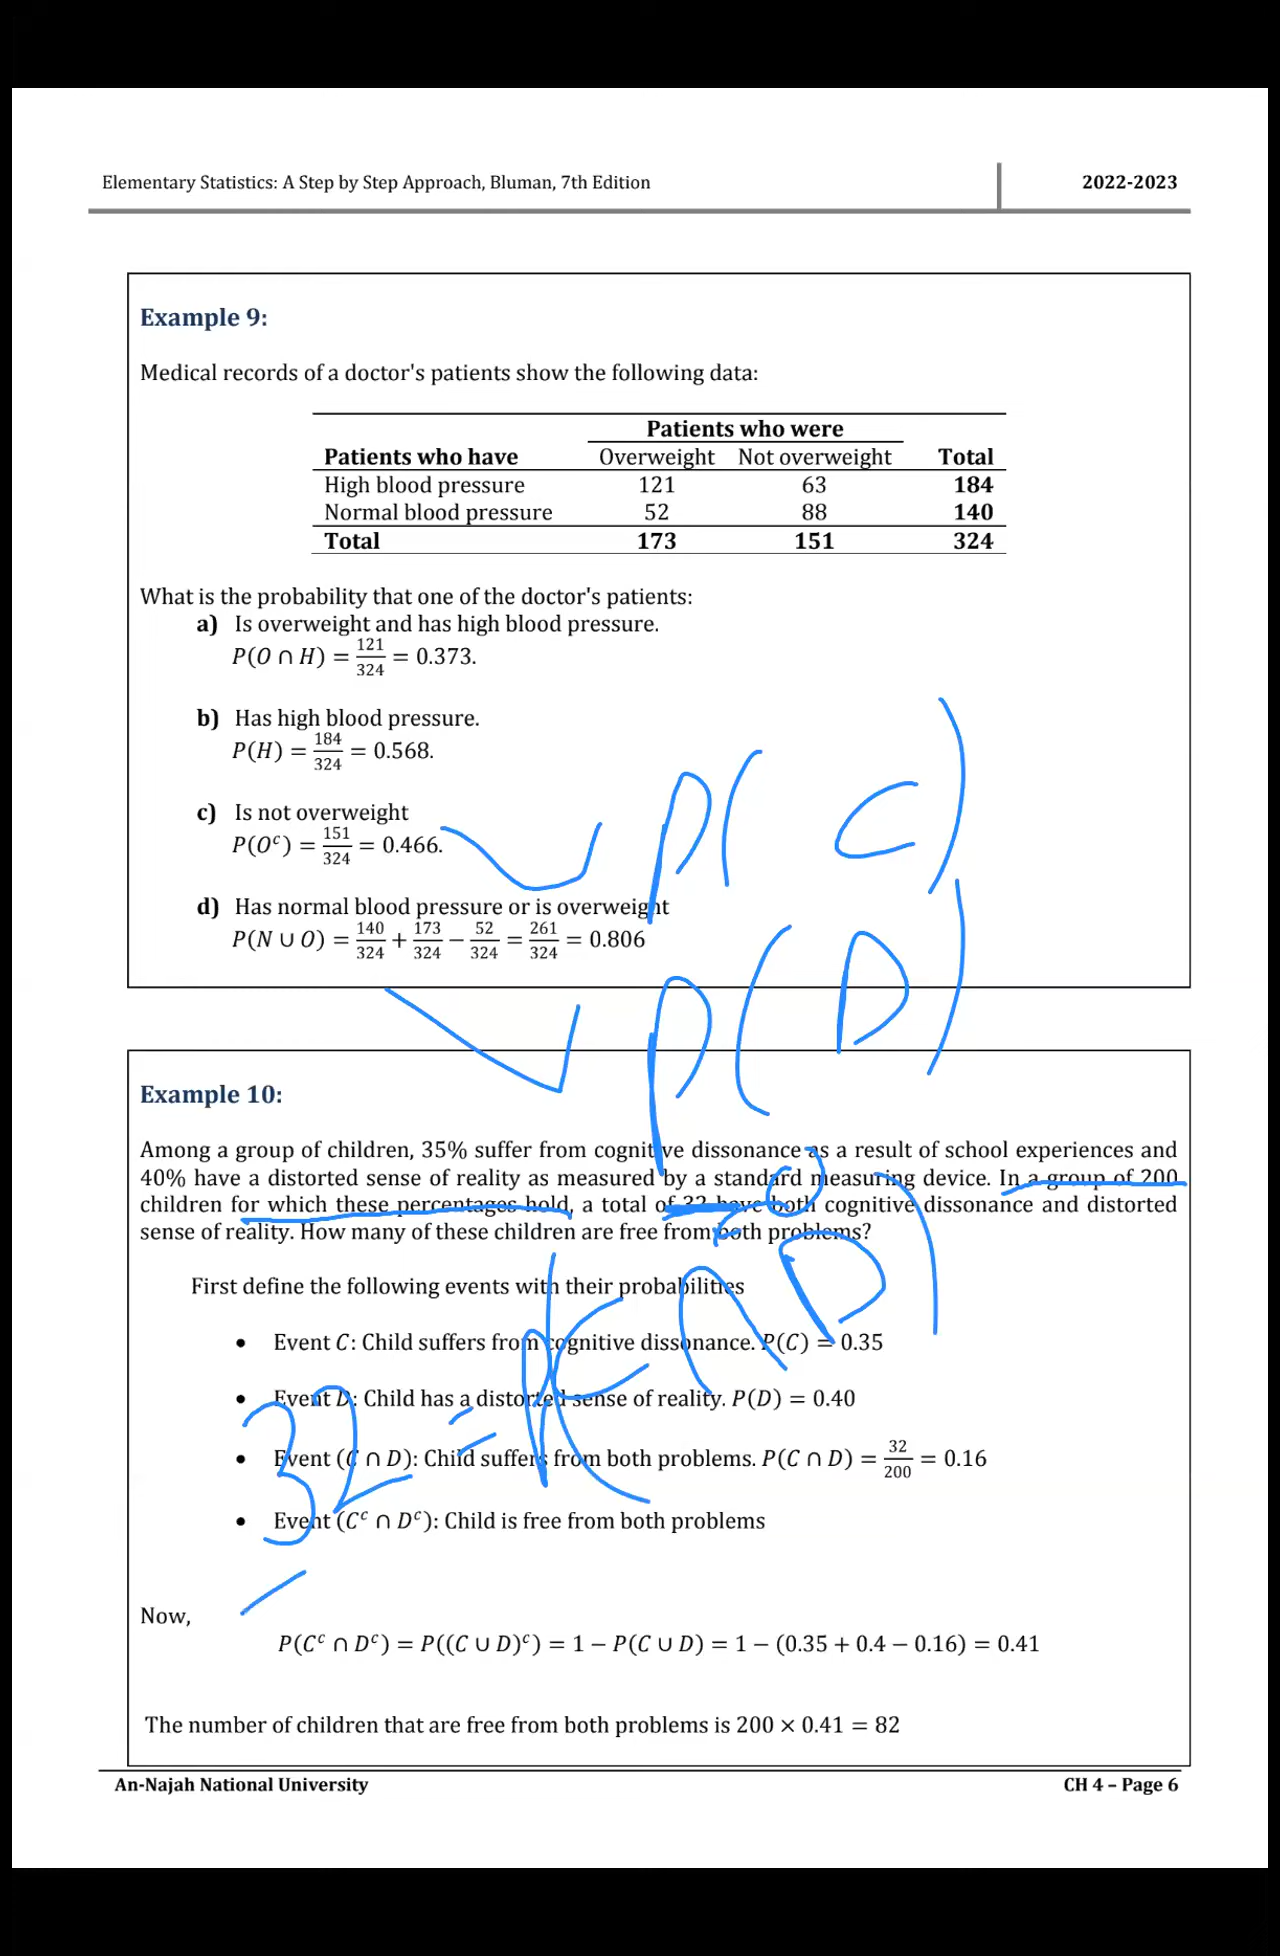 Elementary Statistics: A Step by Step Approach, Bluman, 7th Edition 2022-2023
Example 9:
Medical records of a doctor's patients show the following data:
Patients who were
Patients who have Overweight Not overweight Total
High blood pressure 121 63 184
Normal blood pressure 52 88 140
Total 173 151 324
What is the probability that one of the doctor's patients:
a) Is overweight and has high blood pressure.
P(O ∩ H) = 121/324 = 0.373.
b) Has high blood pressure.
P(H) = 184/324 = 0.568.
c) Is not overweight
P(Oᶜ) = 151/324 = 0.466.
P( C )
d) Has normal blood pressure or is overweight
P(N ∪ O) = 140/324 + 173/324 − 52/324 = 261/324 = 0.806
P( D )
Example 10:
Among a group of children, 35% suffer from cognitive dissonance as a result of school experiences and
40% have a distorted sense of reality as measured by a standard measuring device. In a group of 200
children for which these percentages hold, a total of 32 have both cognitive dissonance and distorted
sense of reality. How many of these children are free from both problems?
First define the following events with their probabilities
• Event C: Child suffers from cognitive dissonance. P(C) = 0.35
• Event D: Child has a distorted sense of reality. P(D) = 0.40
32 = P(C ∩ D)
• Event (C ∩ D): Child suffers from both problems. P(C ∩ D) = 32/200 = 0.16
• Event (Cᶜ ∩ Dᶜ): Child is free from both problems
Now,
P(Cᶜ ∩ Dᶜ) = P((C ∪ D)ᶜ) = 1 − P(C ∪ D) = 1 − (0.35 + 0.4 − 0.16) = 0.41
The number of children that are free from both problems is 200 × 0.41 = 82
An-Najah National University CH 4 – Page 6